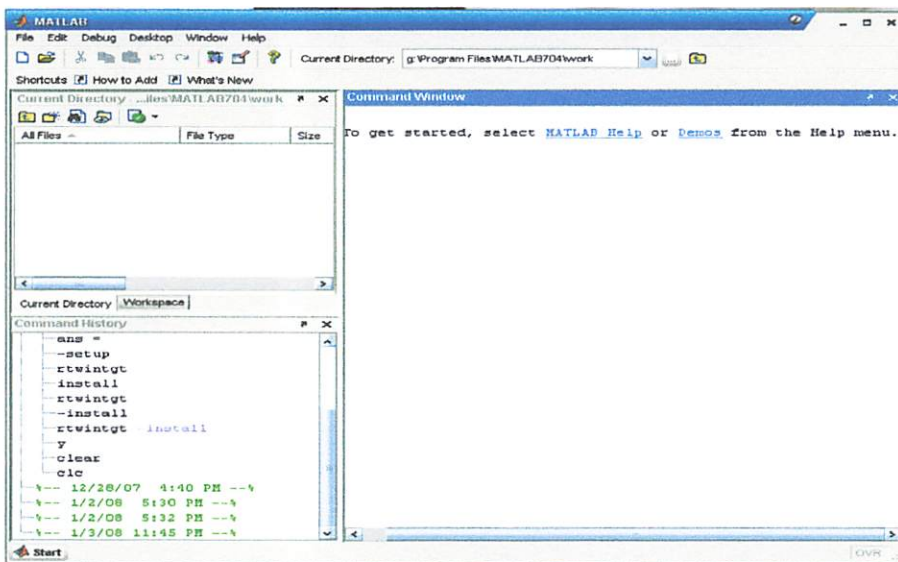 MATLAB
File Edit Debug Desktop Window Help
Current Directory: g:\Program Files\MATLAB704\work
Shortcuts How to Add What's New
Current Directory - ...iles\MATLAB704\work
All Files File Type Size
Current Directory Workspace
Command History
ans =
-setup
rtwintgt
install
rtwintgt
-install
rtwintgt -install
y
clear
clc
%-- 12/28/07 4:40 PM --%
%-- 1/2/08 5:30 PM --%
%-- 1/2/08 5:32 PM --%
%-- 1/3/08 11:45 PM --%
Command Window
To get started, select MATLAB Help or Demos from the Help menu.
Start
OVR